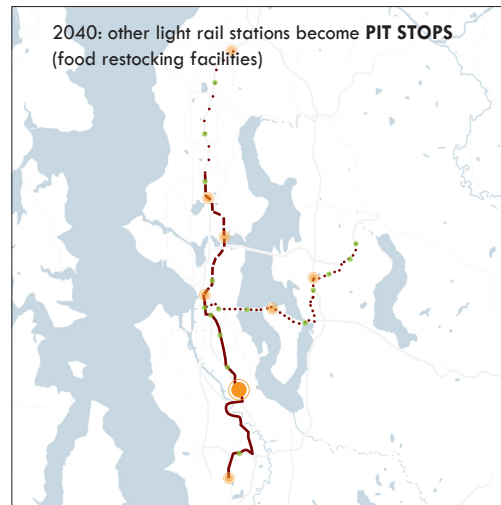 2040: other light rail stations become PIT STOPS
(food restocking facilities)